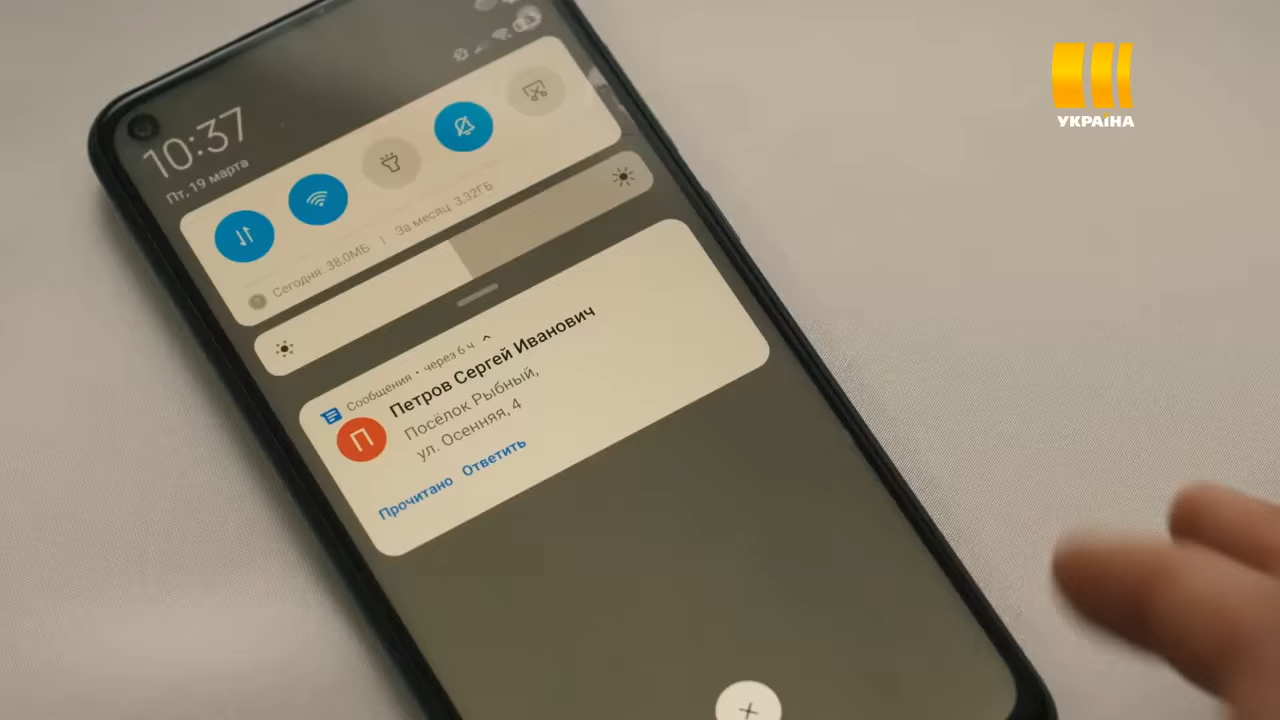 УКРАЇНА
10:37
Пт, 19 марта
Сегодня: 38,0МБ | За месяц: 3,32ГБ
Сообщения • через 6 ч
Петров Сергей Иванович
П
Посёлок Рыбный,
ул. Осенняя, 4
Прочитано Ответить